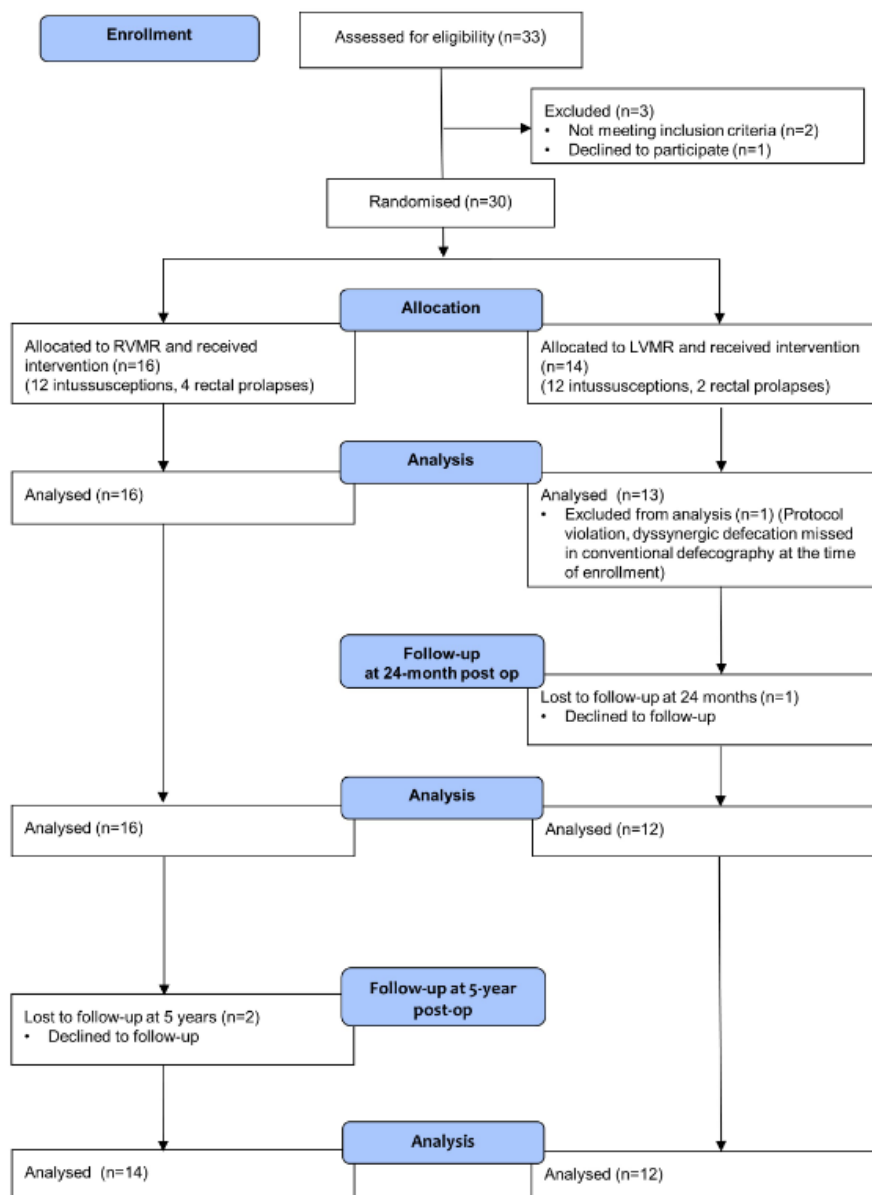 Enrollment
Assessed for eligibility (n=33)
Excluded (n=3)
• Not meeting inclusion criteria (n=2)
• Declined to participate (n=1)
Randomised (n=30)
Allocation
Allocated to RVMR and received
intervention (n=16)
(12 intussusceptions, 4 rectal prolapses)
Allocated to LVMR and received intervention
(n=14)
(12 intussusceptions, 2 rectal prolapses)
Analysis
Analysed (n=16)
Analysed (n=13)
• Excluded from analysis (n=1) (Protocol
violation, dyssynergic defecation missed
in conventional defecography at the time
of enrollment)
Follow-up
at 24-month post op
Lost to follow-up at 24 months (n=1)
• Declined to follow-up
Analysis
Analysed (n=16)
Analysed (n=12)
Follow-up at 5-year
post-op
Lost to follow-up at 5 years (n=2)
• Declined to follow-up
Analysis
Analysed (n=14)
Analysed (n=12)